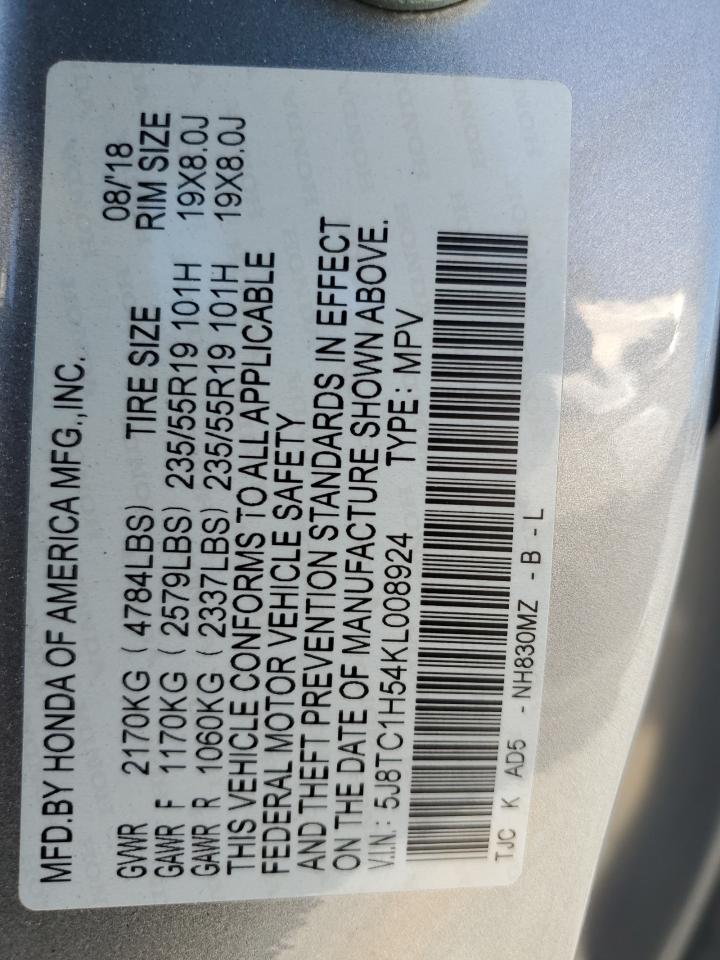 MFD.BY HONDA OF AMERICA MFG.,INC. 08/'18
GVWR 2170KG ( 4784LBS) TIRE SIZE RIM SIZE
GAWR F 1170KG ( 2579LBS) 235/55R19 101H 19X8.0J
GAWR R 1060KG ( 2337LBS) 235/55R19 101H 19X8.0J
THIS VEHICLE CONFORMS TO ALL APPLICABLE
FEDERAL MOTOR VEHICLE SAFETY
AND THEFT PREVENTION STANDARDS IN EFFECT
ON THE DATE OF MANUFACTURE SHOWN ABOVE.
V.I.N.: 5J8TC1H54KL008924 TYPE : MPV
TJC K AD5 - NH830MZ - B - L